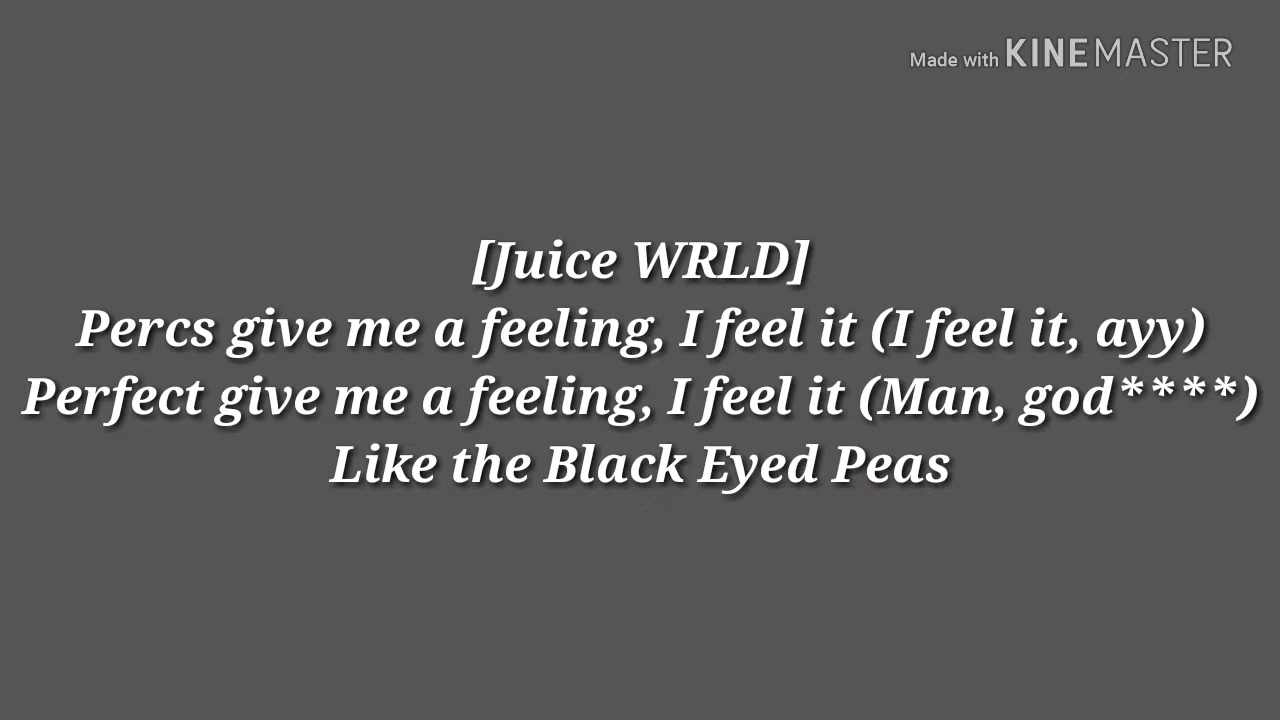 Made with KINEMASTER
[Juice WRLD]
Percs give me a feeling, I feel it (I feel it, ayy)
Perfect give me a feeling, I feel it (Man, god****)
Like the Black Eyed Peas